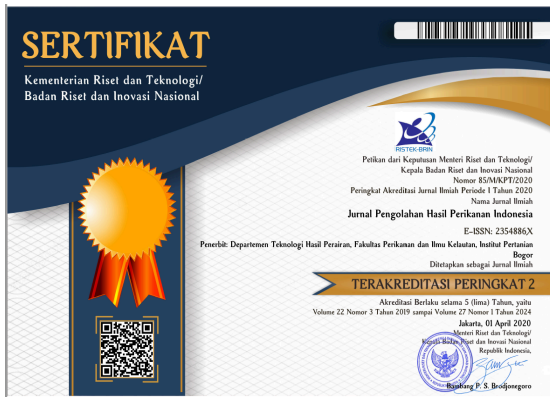 SERTIFIKAT
Kementerian Riset dan Teknologi/
Badan Riset dan Inovasi Nasional
RISTEK-BRIN
Petikan dari Keputusan Menteri Riset dan Teknologi/
Kepala Badan Riset dan Inovasi Nasional
Nomor 85/M/KPT/2020
Peringkat Akreditasi Jurnal Ilmiah Periode I Tahun 2020
Nama Jurnal Ilmiah
Jurnal Pengolahan Hasil Perikanan Indonesia
E-ISSN: 2354886X
Penerbit: Departemen Teknologi Hasil Perairan, Fakultas Perikanan dan Ilmu Kelautan, Institut Pertanian
Bogor
Ditetapkan sebagai Jurnal Ilmiah
TERAKREDITASI PERINGKAT 2
Akreditasi Berlaku selama 5 (lima) Tahun, yaitu
Volume 22 Nomor 3 Tahun 2019 sampai Volume 27 Nomor 1 Tahun 2024
Jakarta, 01 April 2020
Menteri Riset dan Teknologi/
Kepala Badan Riset dan Inovasi Nasional
Republik Indonesia,
Bambang P. S. Brodjonegoro